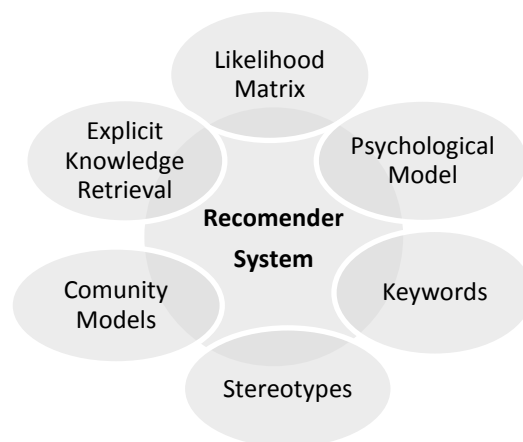 Likelihood
Matrix
Explicit
Knowledge
Retrieval
Psychological
Model
Recomender
System
Comunity
Models
Keywords
Stereotypes